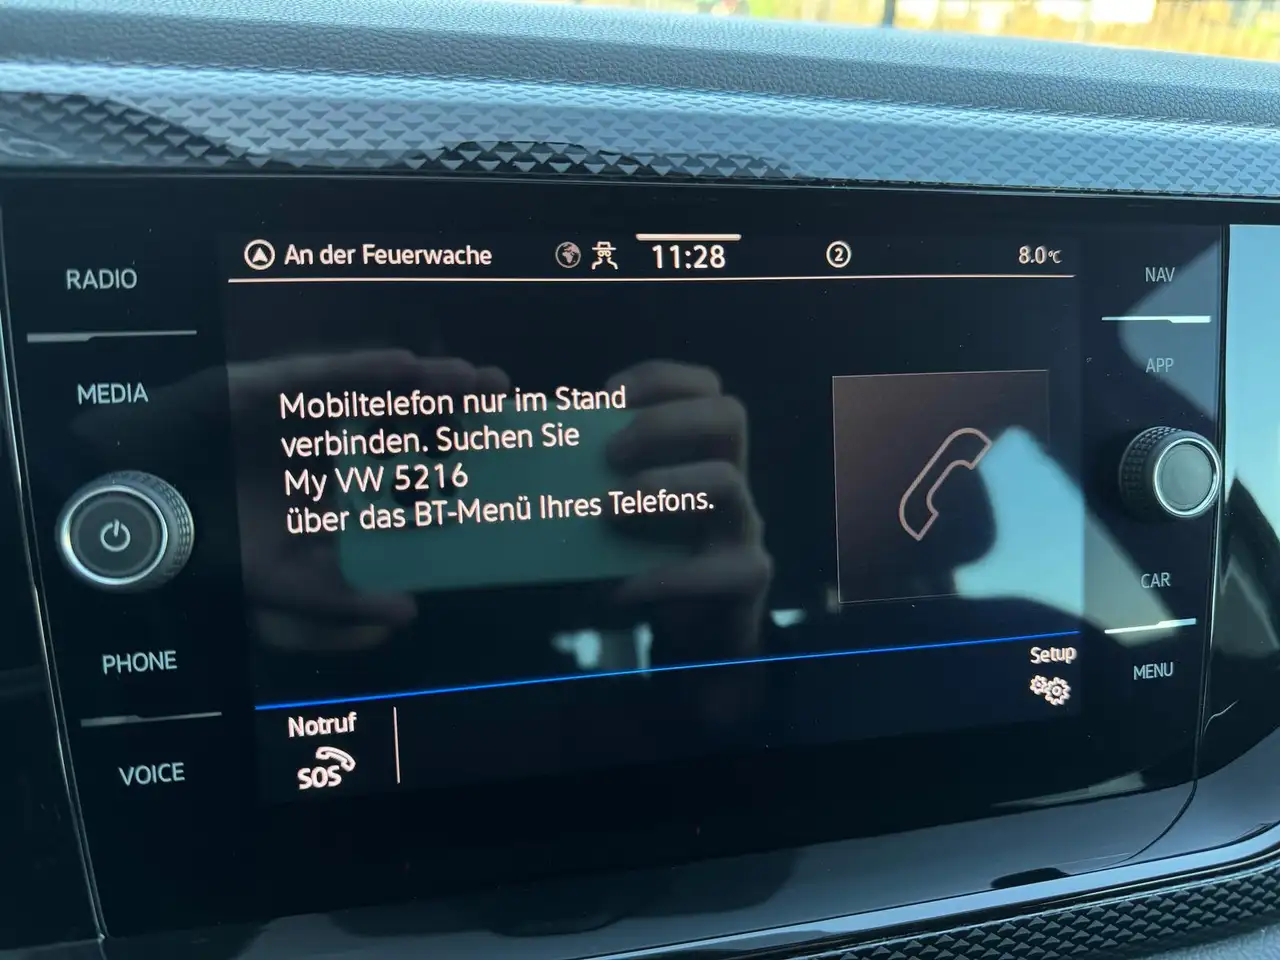 An der Feuerwache
11:28
2
8.0°C
RADIO
MEDIA
PHONE
VOICE
Mobiltelefon nur im Stand
verbinden. Suchen Sie
My VW 5216
über das BT-Menü Ihres Telefons.
Setup
Notruf
SOS
NAV
APP
CAR
MENU